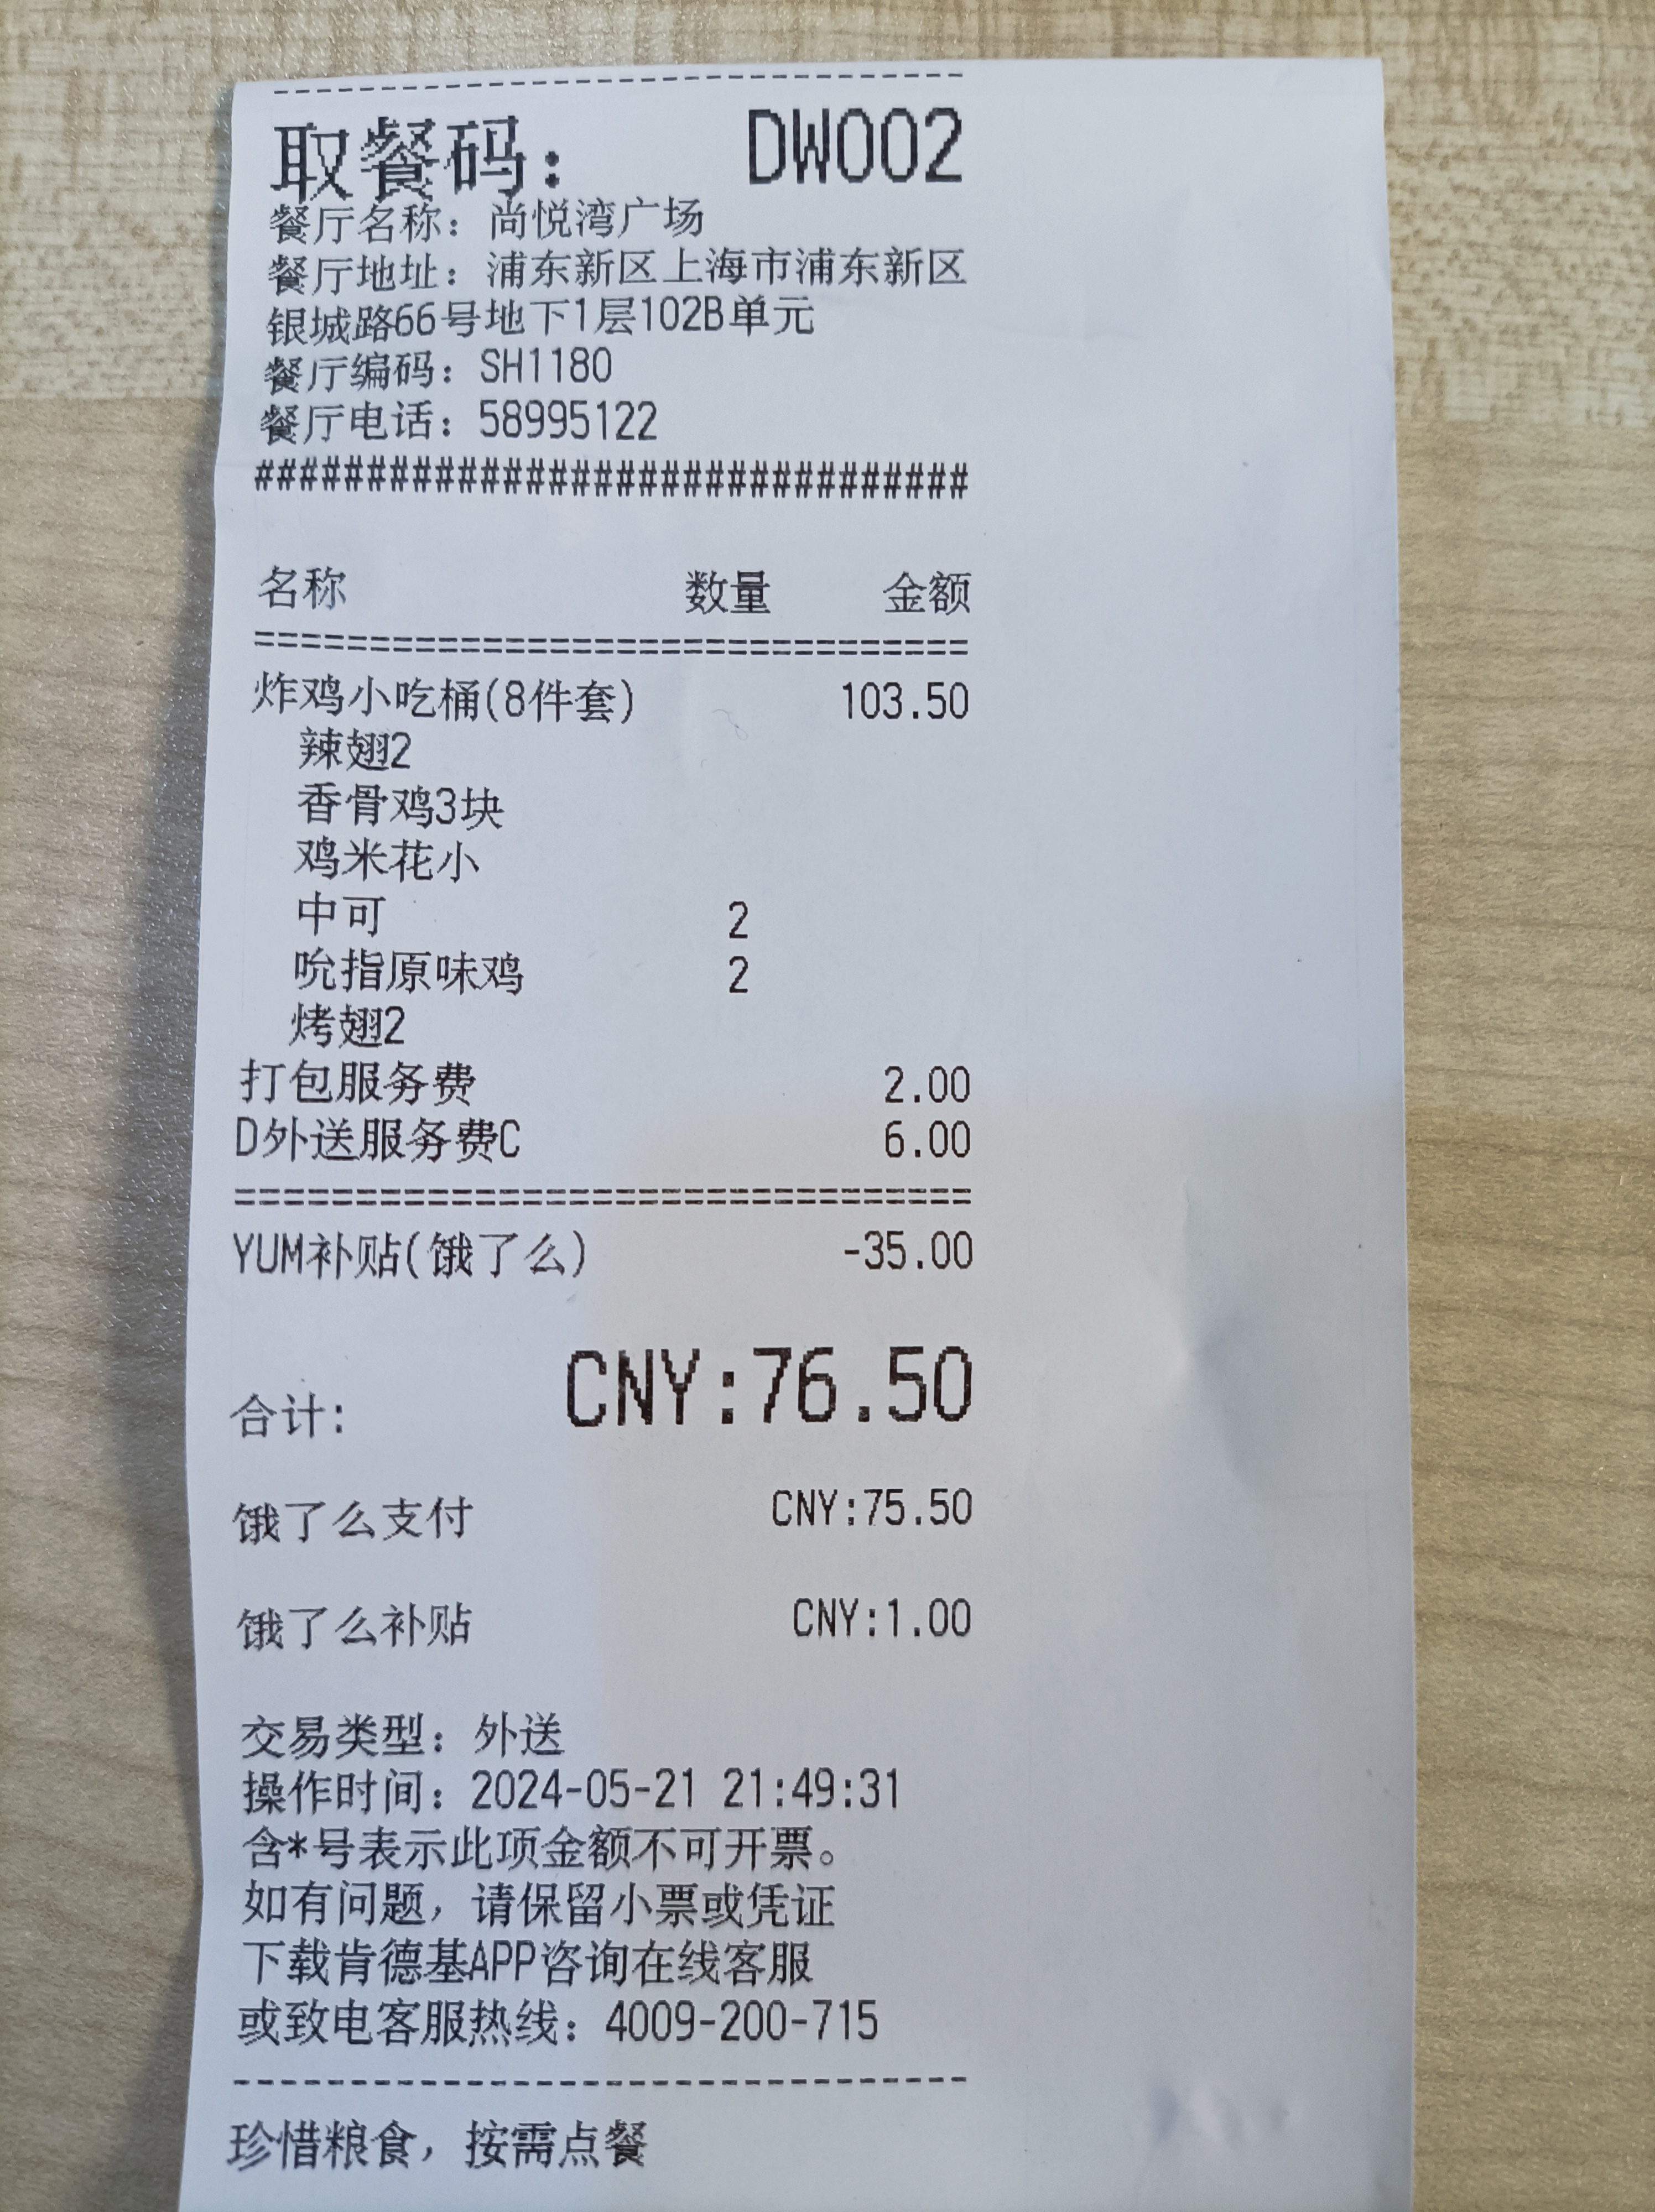 --------------------------------
取餐码： DW002
餐厅名称：尚悦湾广场
餐厅地址：浦东新区上海市浦东新区
银城路66号地下1层102B单元
餐厅编码：SH1180
餐厅电话：58995122
################################
名称 数量 金额
================================
炸鸡小吃桶(8件套) 103.50
辣翅2
香骨鸡3块
鸡米花小
中可 2
吮指原味鸡 2
烤翅2
打包服务费 2.00
D外送服务费C 6.00
================================
YUM补贴(饿了么) -35.00
合计: CNY:76.50
饿了么支付 CNY:75.50
饿了么补贴 CNY:1.00
交易类型：外送
操作时间：2024-05-21 21:49:31
含*号表示此项金额不可开票。
如有问题，请保留小票或凭证
下载肯德基APP咨询在线客服
或致电客服热线：4009-200-715
--------------------------------
珍惜粮食，按需点餐